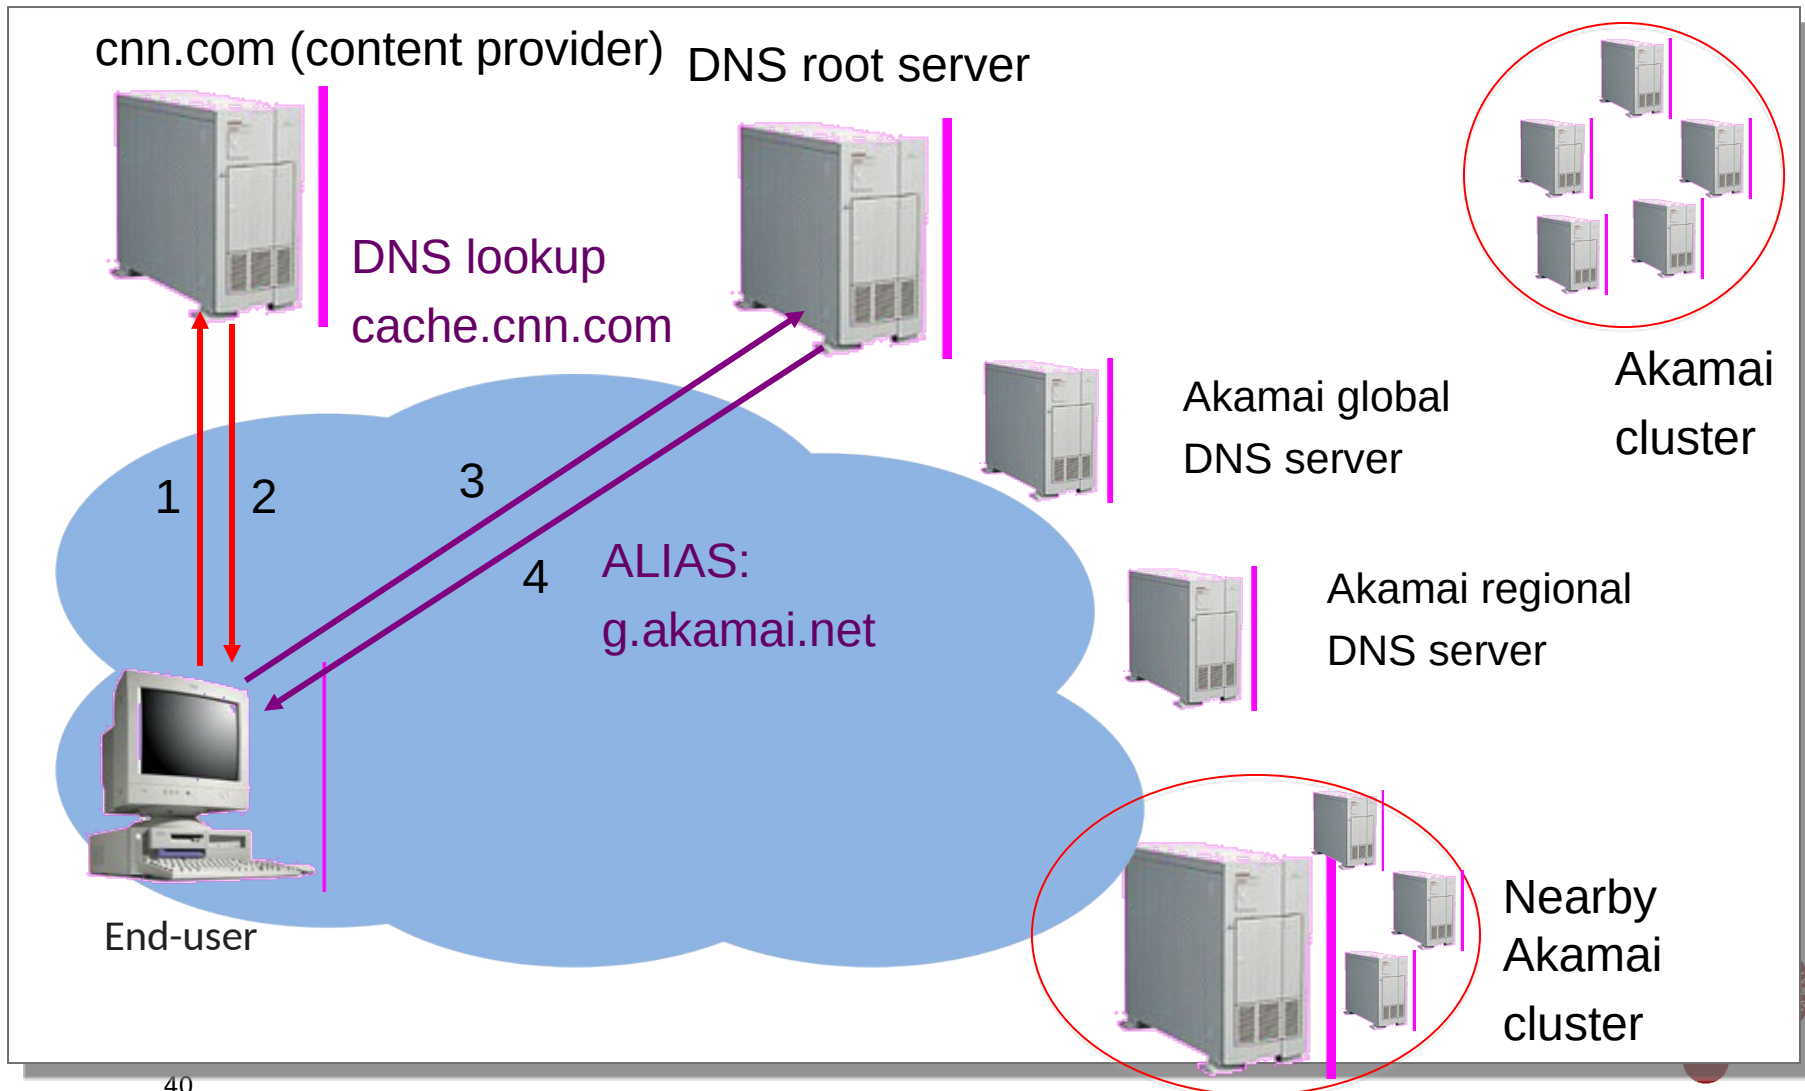 cnn.com (content provider)
DNS root server
DNS lookup
cache.cnn.com
Akamai
cluster
Akamai global
DNS server
1
2
3
4
ALIAS:
g.akamai.net
Akamai regional
DNS server
End-user
Nearby
Akamai
cluster
40